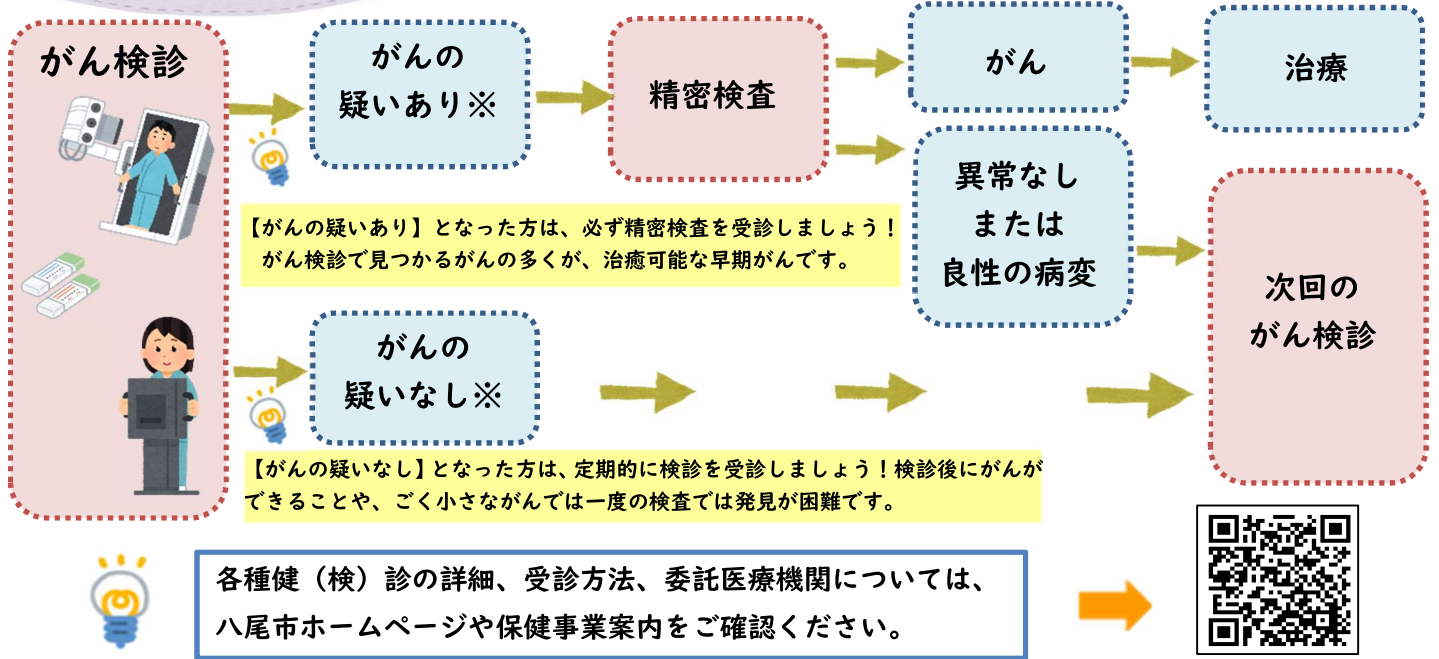 がん検診
がんの
疑いあり※
精密検査
がん
治療
異常なし
または
良性の病変
次回の
がん検診
【がんの疑いあり】となった方は、必ず精密検査を受診しましょう！
がん検診で見つかるがんの多くが、治癒可能な早期がんです。
がんの
疑いなし※
【がんの疑いなし】となった方は、定期的に検診を受診しましょう！検診後にがんが
できることや、ごく小さながんでは一度の検査では発見が困難です。
各種健（検）診の詳細、受診方法、委託医療機関については、
八尾市ホームページや保健事業案内をご確認ください。